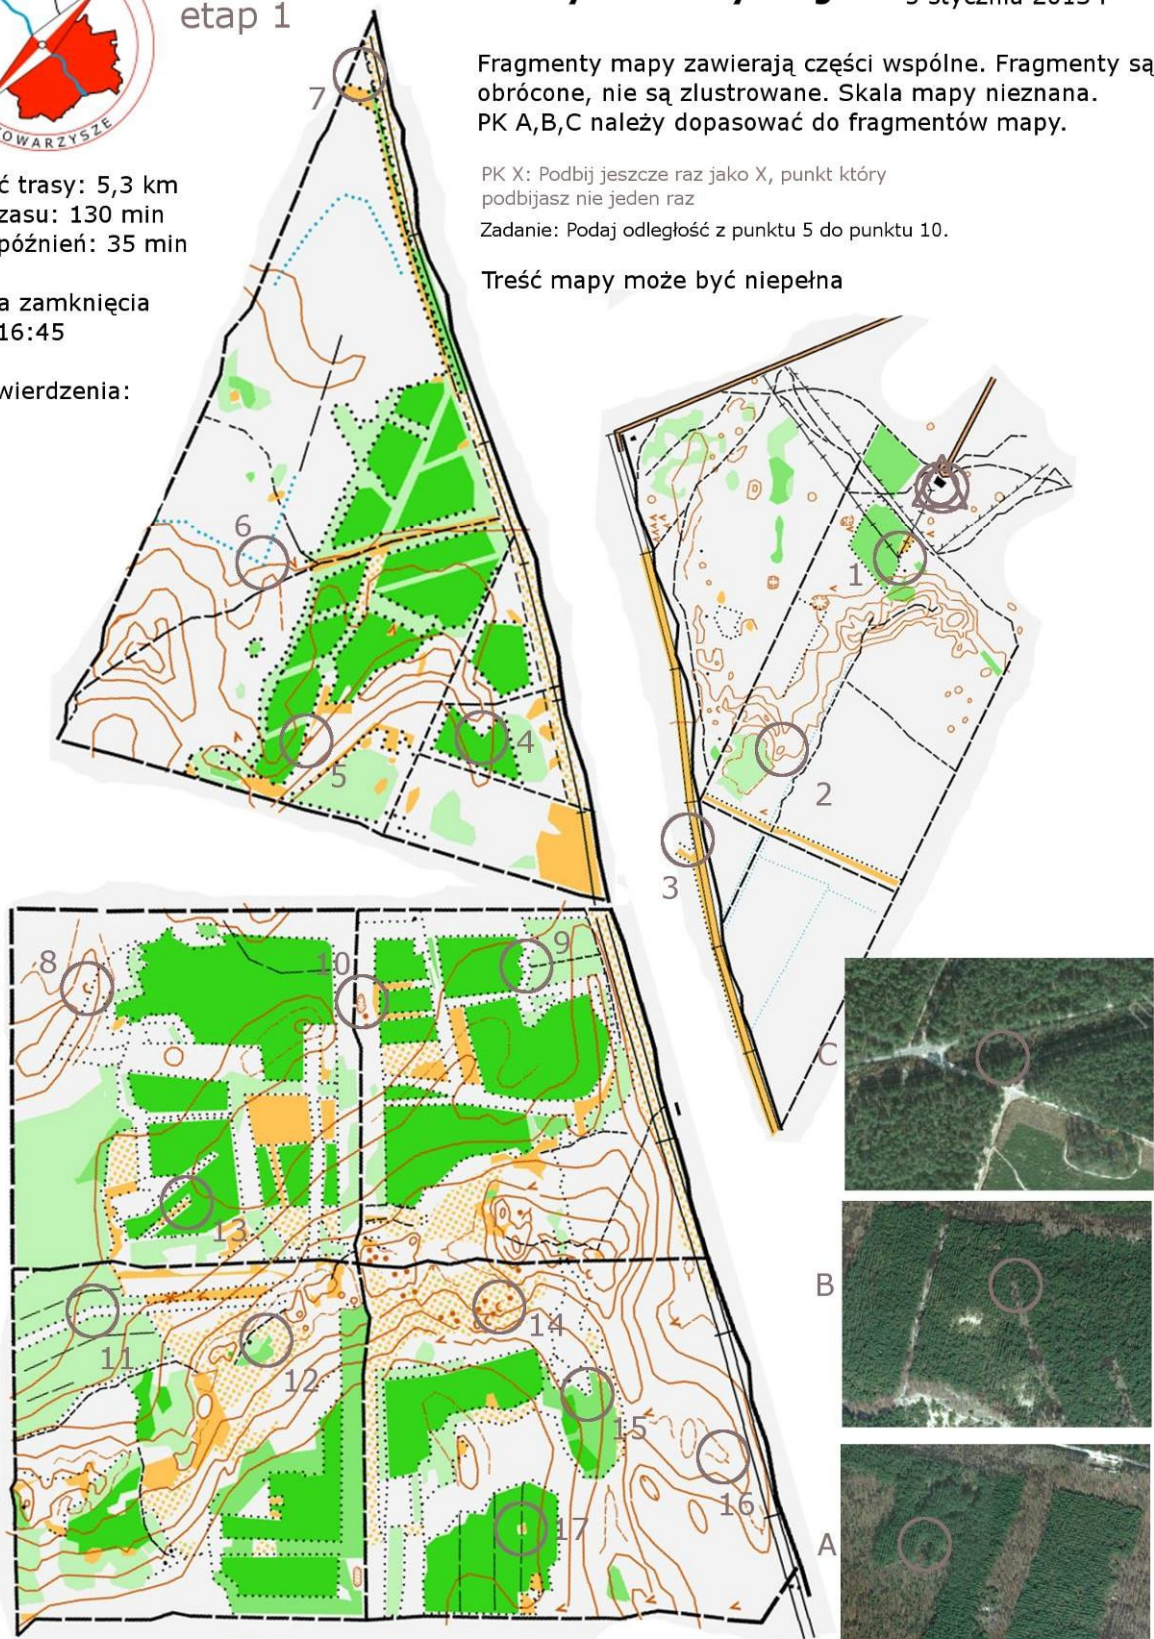 etap 1
Fragmenty mapy zawierają części wspólne. Fragmenty są
obrócone, nie są zlustrowane. Skala mapy nieznana.
PK A,B,C należy dopasować do fragmentów mapy.
PK X: Podbij jeszcze raz jako X, punkt który
podbijasz nie jeden raz
Zadanie: Podaj odległość z punktu 5 do punktu 10.
Treść mapy może być niepełna
OWARZYSZE
ć trasy: 5,3 km
zasu: 130 min
późnień: 35 min
a zamknięcia
16:45
wierdzenia:
7
6
5
4
1
2
3
8
10
9
13
11
12
14
15
16
17
C
B
A